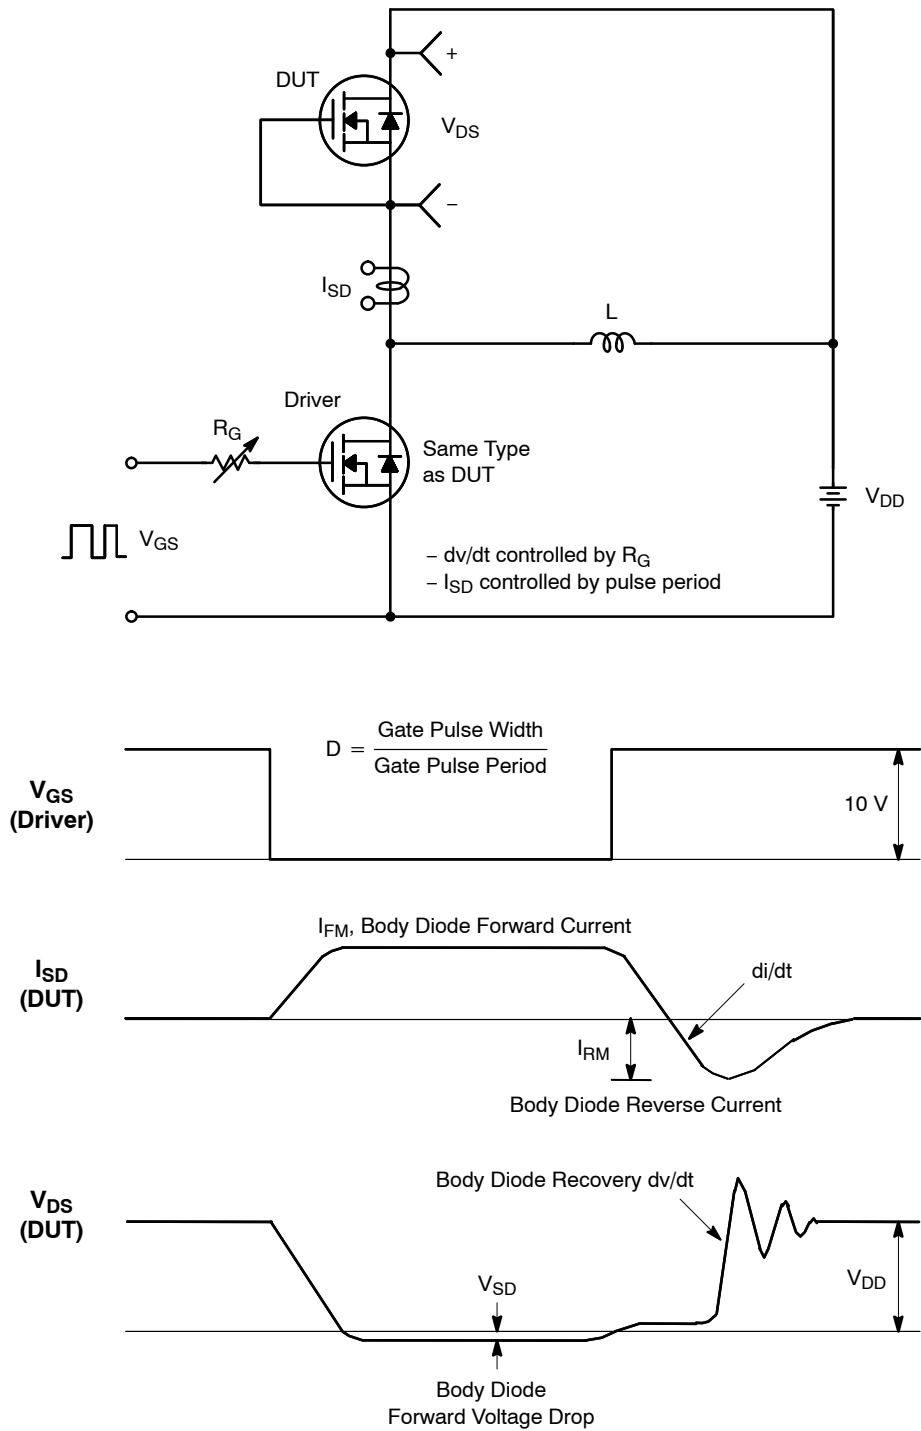 +
DUT
V_DS
−
I_SD
L
Driver
R_G
Same Type
as DUT
V_DD
V_GS
− dv/dt controlled by R_G
− I_SD controlled by pulse period
D = Gate Pulse Width
Gate Pulse Period
V_GS
(Driver)
10 V
I_FM, Body Diode Forward Current
I_SD
(DUT)
di/dt
I_RM
Body Diode Reverse Current
Body Diode Recovery dv/dt
V_DS
(DUT)
V_SD
V_DD
Body Diode
Forward Voltage Drop